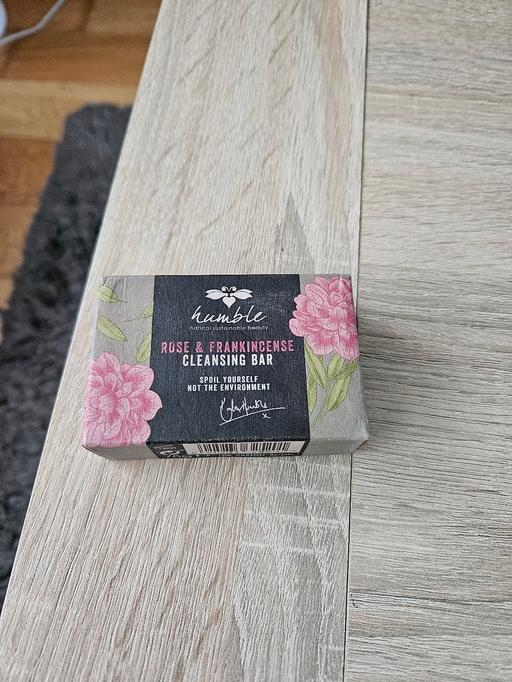 humble
natural sustainable beauty
ROSE & FRANKINCENSE
CLEANSING BAR
SPOIL YOURSELF
NOT THE ENVIRONMENT